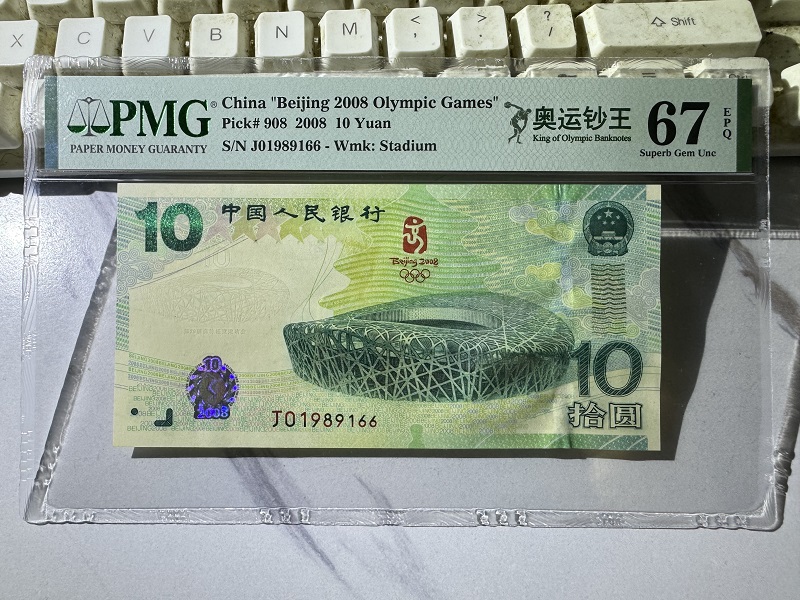 X C V B N M < , > . ? / Shift
PMG®
PAPER MONEY GUARANTY
China "Beijing 2008 Olympic Games"
Pick# 908 2008 10 Yuan
S/N J01989166 - Wmk: Stadium
奥运钞王
King of Olympic Banknotes
67
EPQ
Superb Gem Unc
10
中国人民银行
Beijing 2008
10
2008
J01989166
10
拾圆